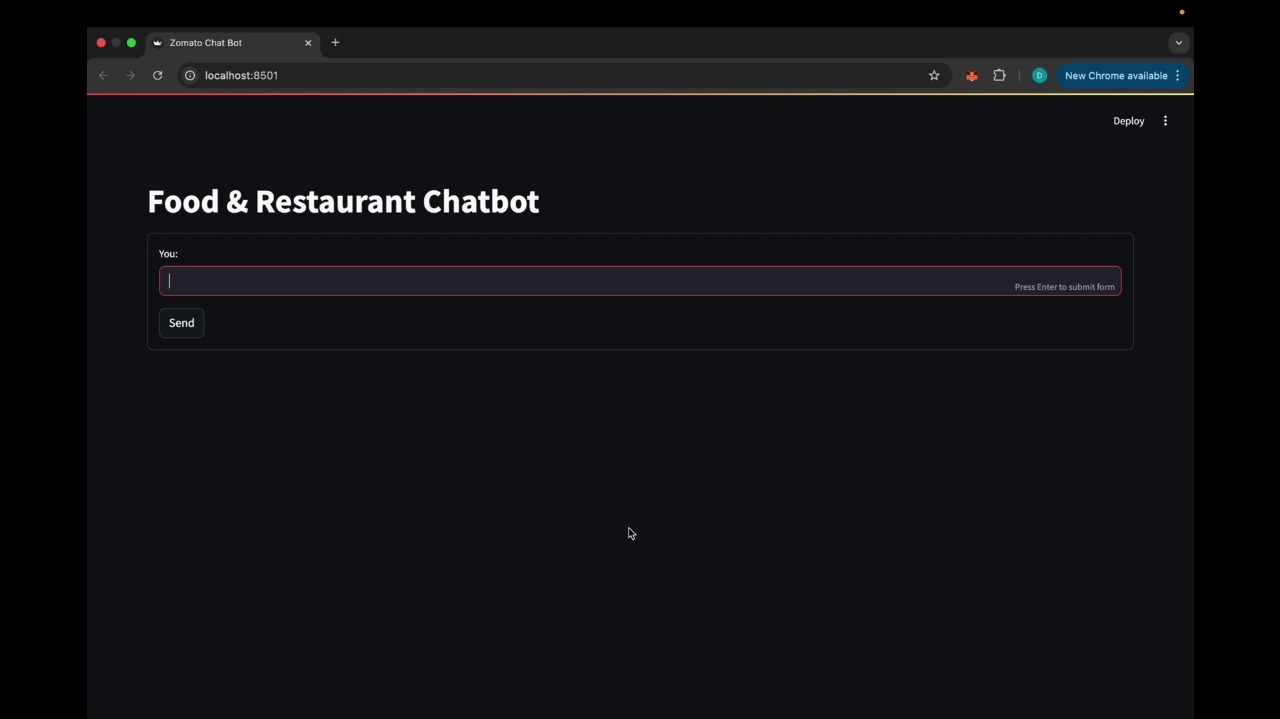 Zomato Chat Bot
localhost:8501
D
New Chrome available
Deploy
Food & Restaurant Chatbot
You:
Press Enter to submit form
Send